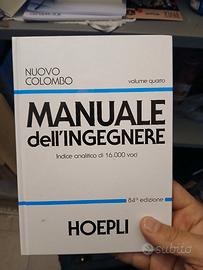 NUOVO
COLOMBO
volume quarto
MANUALE
dell'INGEGNERE
Indice analitico di 16.000 voci
84ª edizione
HOEPLI
subito